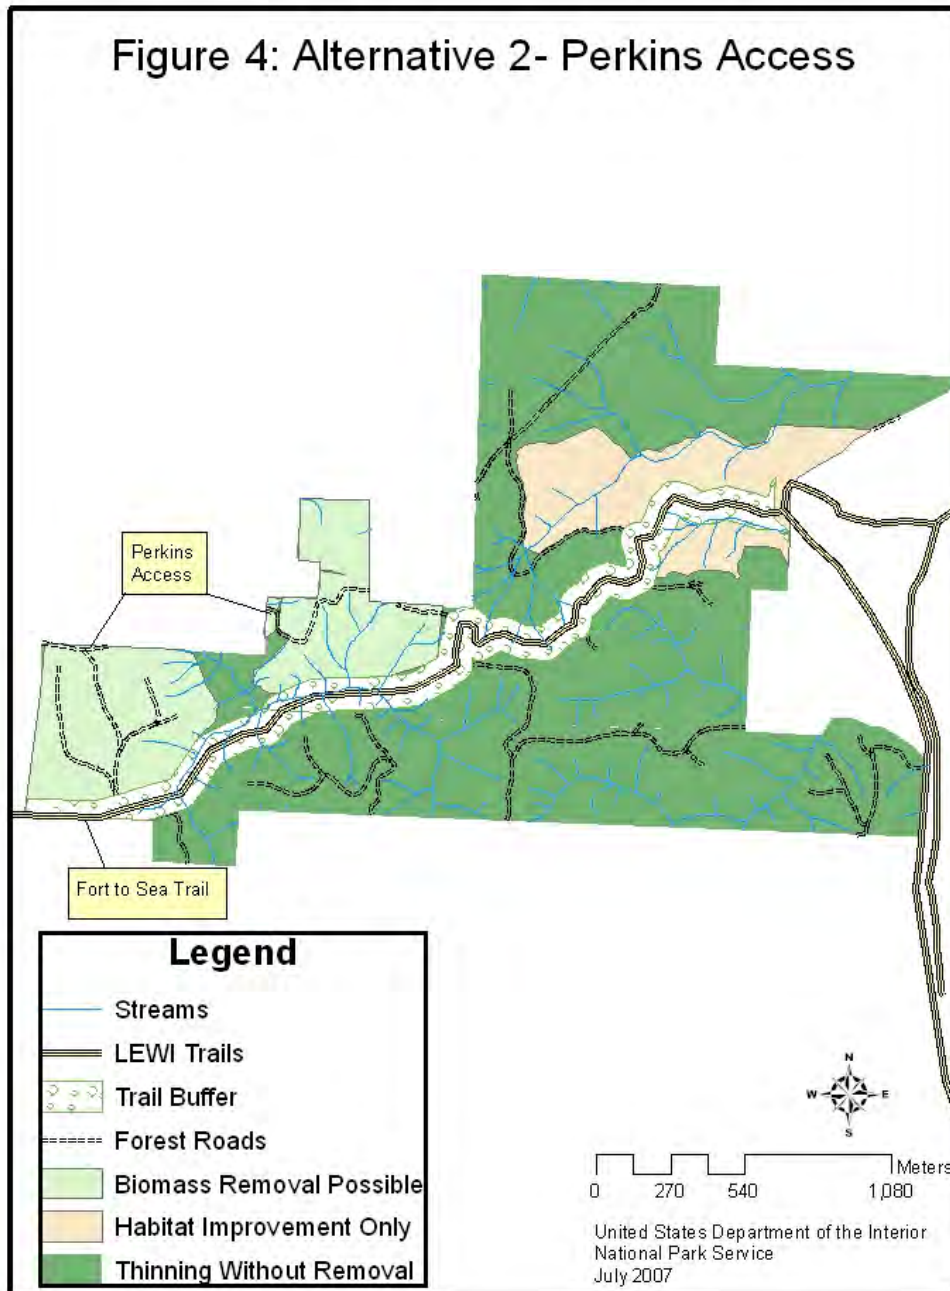 Figure 4: Alternative 2- Perkins Access
Perkins
Access
Fort to Sea Trail
Legend
Streams
LEWI Trails
Trail Buffer
Forest Roads
Biomass Removal Possible
Habitat Improvement Only
Thinning Without Removal
N
W E
S
Meters
0 270 540 1,080
United States Department of the Interior
National Park Service
July 2007